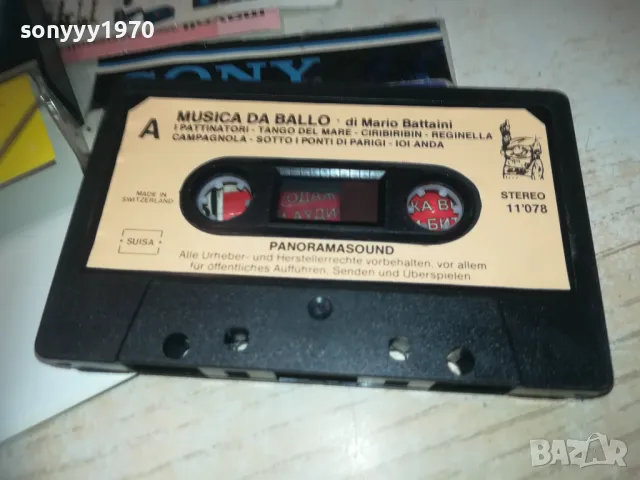 sonyyy1970
SONY
A
MUSICA DA BALLO · di Mario Battaini
I PATTINATORI - TANGO DEL MARE - CIRIBIRIBIN - REGINELLA
CAMPAGNOLA - SOTTO I PONTI DI PARIGI - IOI ANDA
MADE IN
SWITZERLAND
STEREO
11'078
SUISA
PANORAMASOUND
Alle Urheber- und Herstellerrechte vorbehalten, vor allem
für öffentliches Aufführen, Senden und Überspielen
BAZAR
bg